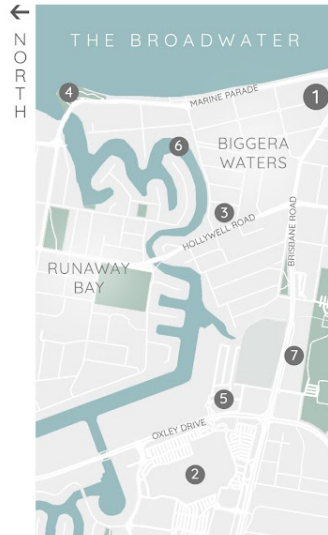 NORTH
THE BROADWATER
4
MARINE PARADE
1
6
BIGGERA
WATERS
3
HOLLYWELL ROAD
BRISBANE ROAD
RUNAWAY
BAY
7
5
OXLEY DRIVE
2